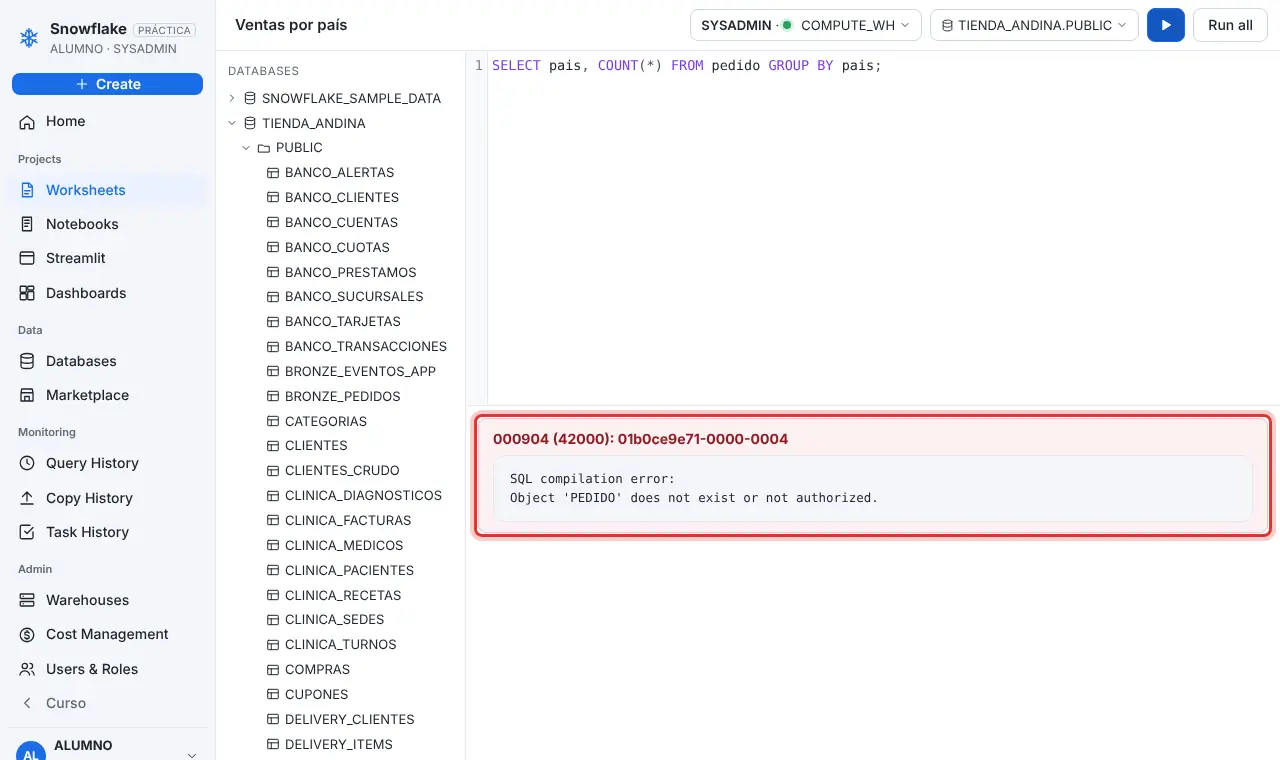 Snowflake PRÁCTICA
ALUMNO · SYSADMIN
+ Create
Home
Projects
Worksheets
Notebooks
Streamlit
Dashboards
Data
Databases
Marketplace
Monitoring
Query History
Copy History
Task History
Admin
Warehouses
Cost Management
Users & Roles
Curso
AL
ALUMNO
Ventas por país
SYSADMIN · COMPUTE_WH
TIENDA_ANDINA.PUBLIC
Run all
DATABASES
SNOWFLAKE_SAMPLE_DATA
TIENDA_ANDINA
PUBLIC
BANCO_ALERTAS
BANCO_CLIENTES
BANCO_CUENTAS
BANCO_CUOTAS
BANCO_PRESTAMOS
BANCO_SUCURSALES
BANCO_TARJETAS
BANCO_TRANSACCIONES
BRONZE_EVENTOS_APP
BRONZE_PEDIDOS
CATEGORIAS
CLIENTES
CLIENTES_CRUDO
CLINICA_DIAGNOSTICOS
CLINICA_FACTURAS
CLINICA_MEDICOS
CLINICA_PACIENTES
CLINICA_RECETAS
CLINICA_SEDES
CLINICA_TURNOS
COMPRAS
CUPONES
DELIVERY_CLIENTES
DELIVERY_ITEMS
1 SELECT pais, COUNT(*) FROM pedido GROUP BY pais;
000904 (42000): 01b0ce9e71-0000-0004
SQL compilation error:
Object 'PEDIDO' does not exist or not authorized.